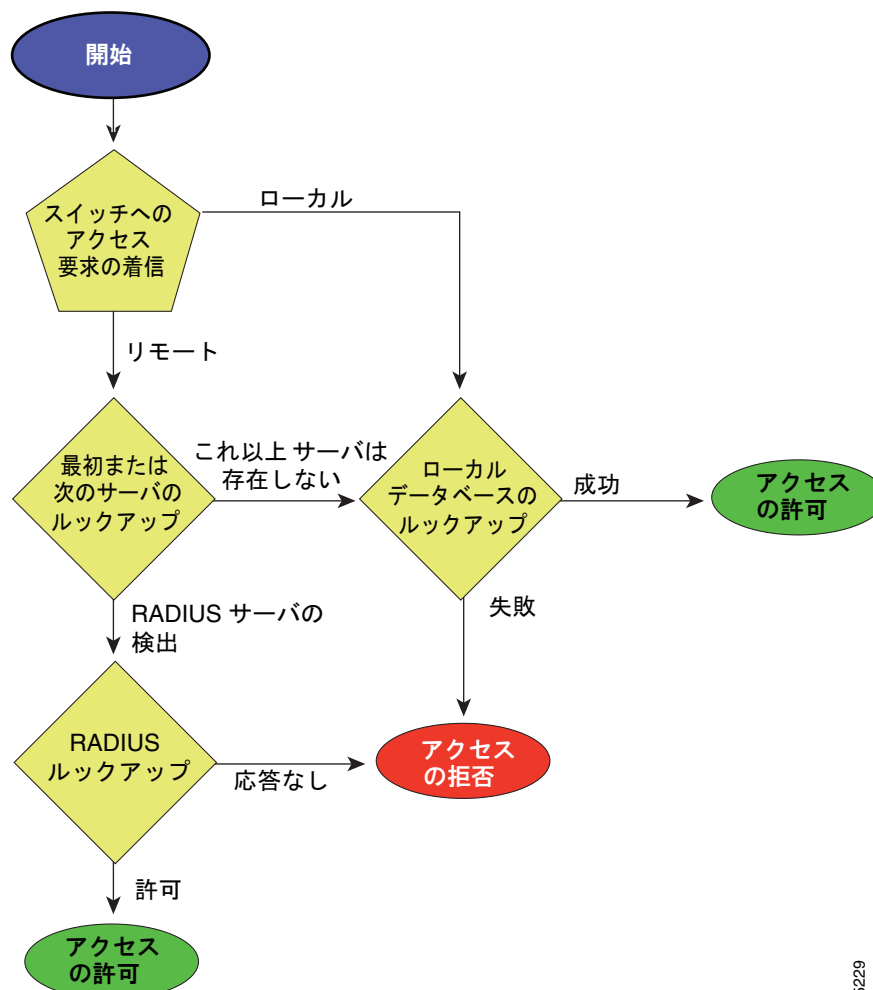 開始
スイッチへの
アクセス
要求の着信
ローカル
リモート
最初または
次のサーバの
ルックアップ
これ以上 サーバは
存在しない
ローカル
データベースの
ルックアップ
成功
アクセス
の許可
RADIUS サーバの
検出
失敗
RADIUS
ルックアップ
応答なし
アクセス
の拒否
許可
アクセス
の許可